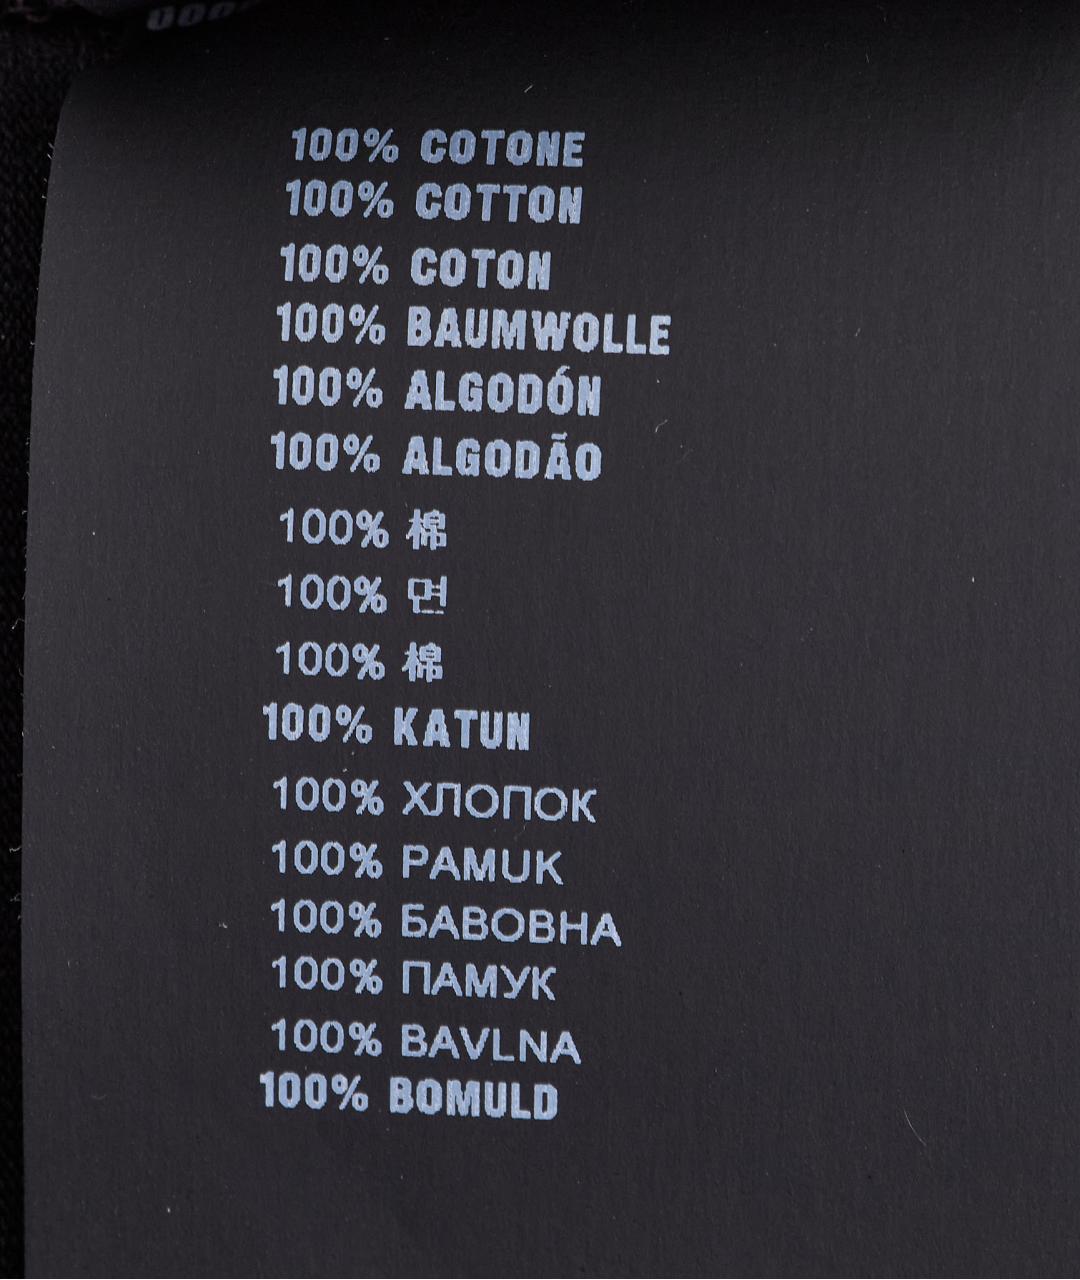 100% COTONE
100% COTTON
100% COTON
100% BAUMWOLLE
100% ALGODÓN
100% ALGODÃO
100% 棉
100% 면
100% 棉
100% KATUN
100% ХЛОПОК
100% PAMUK
100% БАВОВНА
100% ПАМУК
100% BAVLNA
100% BOMULD